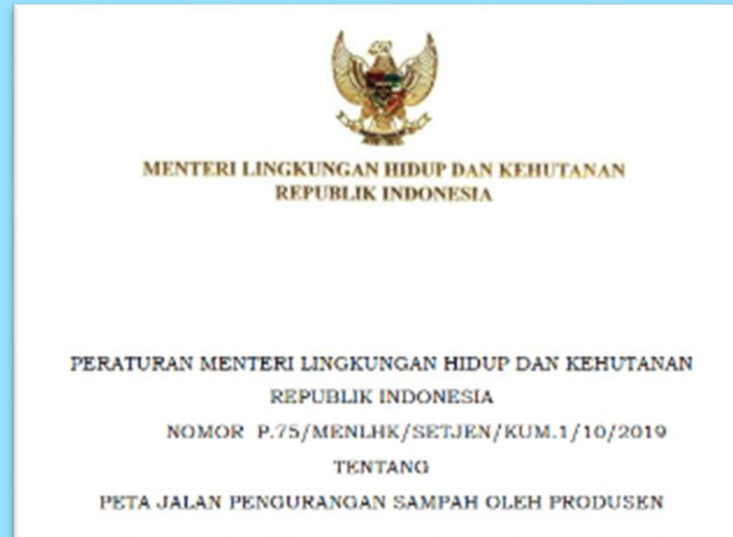 MENTERI LINGKUNGAN HIDUP DAN KEHUTANAN
REPUBLIK INDONESIA
PERATURAN MENTERI LINGKUNGAN HIDUP DAN KEHUTANAN
REPUBLIK INDONESIA
NOMOR P.75/MENLHK/SETJEN/KUM.1/10/2019
TENTANG
PETA JALAN PENGURANGAN SAMPAH OLEH PRODUSEN